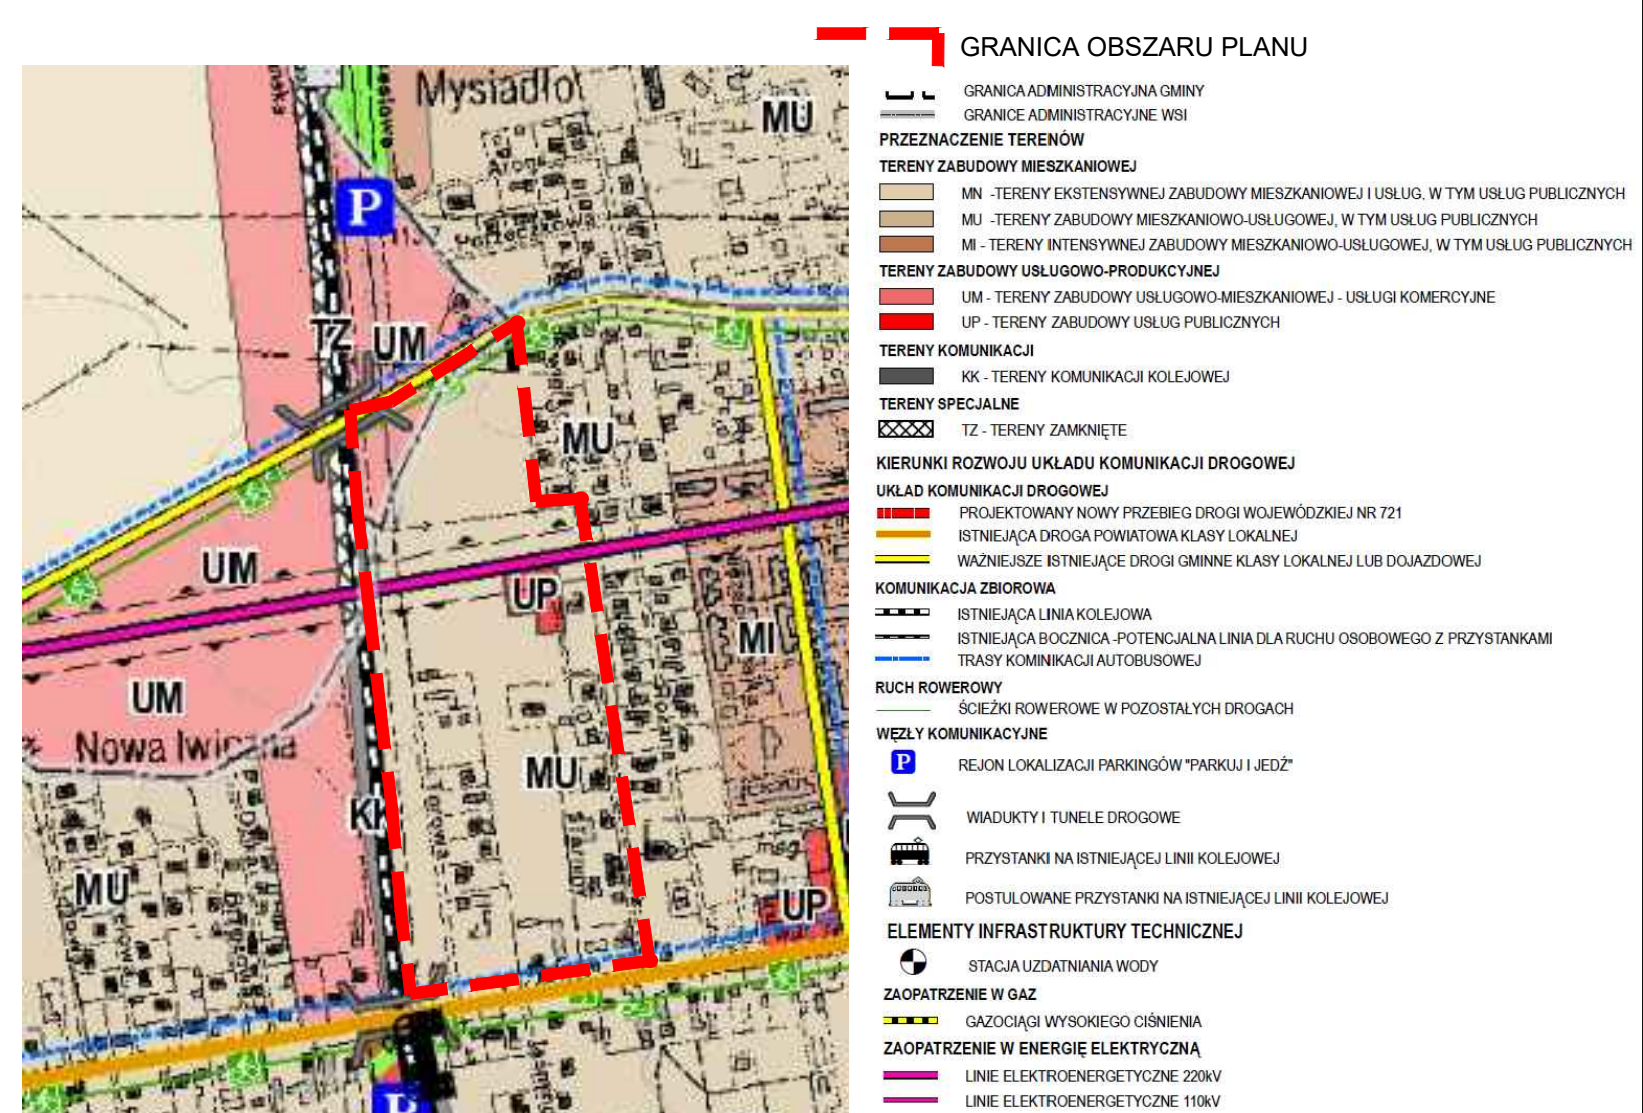 GRANICA OBSZARU PLANU
GRANICA ADMINISTRACYJNA GMINY
GRANICE ADMINISTRACYJNE WSI
PRZEZNACZENIE TERENÓW
TERENY ZABUDOWY MIESZKANIOWEJ
MN -TERENY EKSTENSYWNEJ ZABUDOWY MIESZKANIOWEJ I USŁUG, W TYM USŁUG PUBLICZNYCH
MU -TERENY ZABUDOWY MIESZKANIOWO-USŁUGOWEJ, W TYM USŁUG PUBLICZNYCH
MI - TERENY INTENSYWNEJ ZABUDOWY MIESZKANIOWO-USŁUGOWEJ, W TYM USŁUG PUBLICZNYCH
TERENY ZABUDOWY USŁUGOWO-PRODUKCYJNEJ
UM - TERENY ZABUDOWY USŁUGOWO-MIESZKANIOWEJ - USŁUGI KOMERCYJNE
UP - TERENY ZABUDOWY USŁUG PUBLICZNYCH
TERENY KOMUNIKACJI
KK - TERENY KOMUNIKACJI KOLEJOWEJ
TERENY SPECJALNE
TZ - TERENY ZAMKNIĘTE
KIERUNKI ROZWOJU UKŁADU KOMUNIKACJI DROGOWEJ
UKŁAD KOMUNIKACJI DROGOWEJ
PROJEKTOWANY NOWY PRZEBIEG DROGI WOJEWÓDZKIEJ NR 721
ISTNIEJĄCA DROGA POWIATOWA KLASY LOKALNEJ
WAŻNIEJSZE ISTNIEJĄCE DROGI GMINNE KLASY LOKALNEJ LUB DOJAZDOWEJ
KOMUNIKACJA ZBIOROWA
ISTNIEJĄCA LINIA KOLEJOWA
ISTNIEJĄCA BOCZNICA -POTENCJALNA LINIA DLA RUCHU OSOBOWEGO Z PRZYSTANKAMI
TRASY KOMINIKACJI AUTOBUSOWEJ
RUCH ROWEROWY
ŚCIEŻKI ROWEROWE W POZOSTAŁYCH DROGACH
WĘZŁY KOMUNIKACYJNE
P
REJON LOKALIZACJI PARKINGÓW "PARKUJ I JEDŹ"
WIADUKTY I TUNELE DROGOWE
PRZYSTANKI NA ISTNIEJĄCEJ LINII KOLEJOWEJ
POSTULOWANE PRZYSTANKI NA ISTNIEJĄCEJ LINII KOLEJOWEJ
ELEMENTY INFRASTRUKTURY TECHNICZNEJ
STACJA UZDATNIANIA WODY
ZAOPATRZENIE W GAZ
GAZOCIĄGI WYSOKIEGO CIŚNIENIA
ZAOPATRZENIE W ENERGIĘ ELEKTRYCZNĄ
LINIE ELEKTROENERGETYCZNE 220kV
LINIE ELEKTROENERGETYCZNE 110kV
Mysiadło
MU
P
TZ
UM
MU
UM
UP
MI
UM
Nowa Iwiczna
MU
KK
MU
UP
P